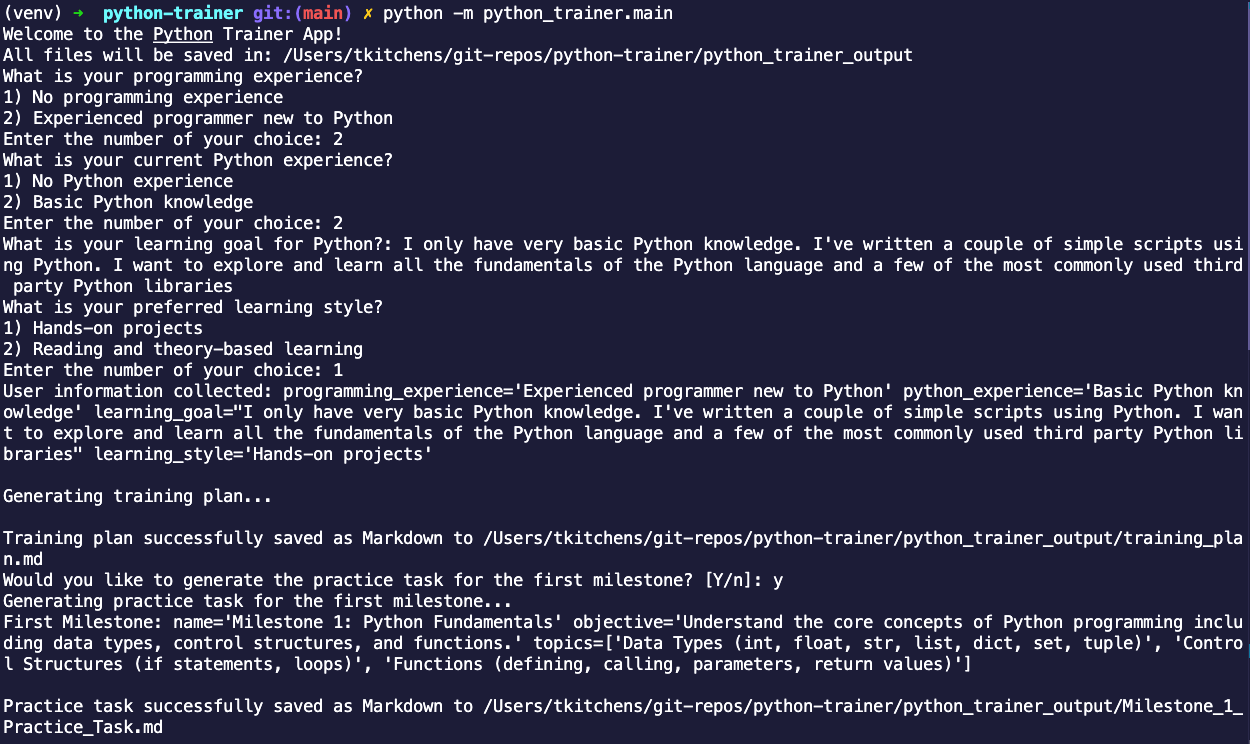 (venv) ➜  python-trainer git:(main) ✗ python -m python_trainer.main
Welcome to the Python Trainer App!
All files will be saved in: /Users/tkitchens/git-repos/python-trainer/python_trainer_output
What is your programming experience?
1) No programming experience
2) Experienced programmer new to Python
Enter the number of your choice: 2
What is your current Python experience?
1) No Python experience
2) Basic Python knowledge
Enter the number of your choice: 2
What is your learning goal for Python?: I only have very basic Python knowledge. I've written a couple of simple scripts usi
ng Python. I want to explore and learn all the fundamentals of the Python language and a few of the most commonly used third
 party Python libraries
What is your preferred learning style?
1) Hands-on projects
2) Reading and theory-based learning
Enter the number of your choice: 1
User information collected: programming_experience='Experienced programmer new to Python' python_experience='Basic Python kn
owledge' learning_goal="I only have very basic Python knowledge. I've written a couple of simple scripts using Python. I wan
t to explore and learn all the fundamentals of the Python language and a few of the most commonly used third party Python li
braries" learning_style='Hands-on projects'

Generating training plan...

Training plan successfully saved as Markdown to /Users/tkitchens/git-repos/python-trainer/python_trainer_output/training_pla
n.md
Would you like to generate the practice task for the first milestone? [Y/n]: y
Generating practice task for the first milestone...
First Milestone: name='Milestone 1: Python Fundamentals' objective='Understand the core concepts of Python programming inclu
ding data types, control structures, and functions.' topics=['Data Types (int, float, str, list, dict, set, tuple)', 'Contro
l Structures (if statements, loops)', 'Functions (defining, calling, parameters, return values)']

Practice task successfully saved as Markdown to /Users/tkitchens/git-repos/python-trainer/python_trainer_output/Milestone_1_
Practice_Task.md